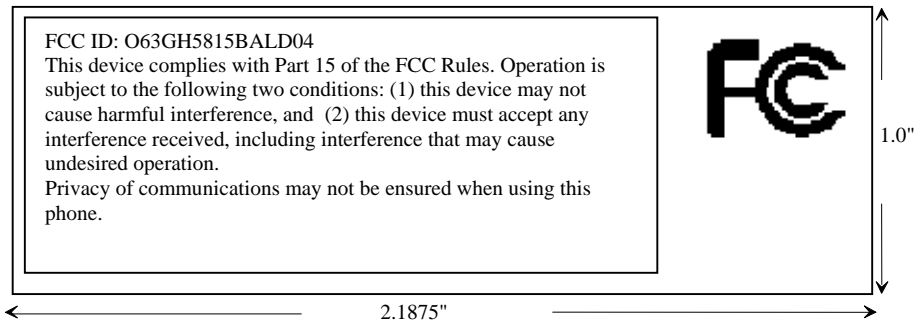 FCC ID: O63GH5815BALD04
This device complies with Part 15 of the FCC Rules. Operation is
subject to the following two conditions: (1) this device may not
cause harmful interference, and  (2) this device must accept any
interference received, including interference that may cause
undesired operation.
Privacy of communications may not be ensured when using this
phone.
FCC
1.0"
2.1875"